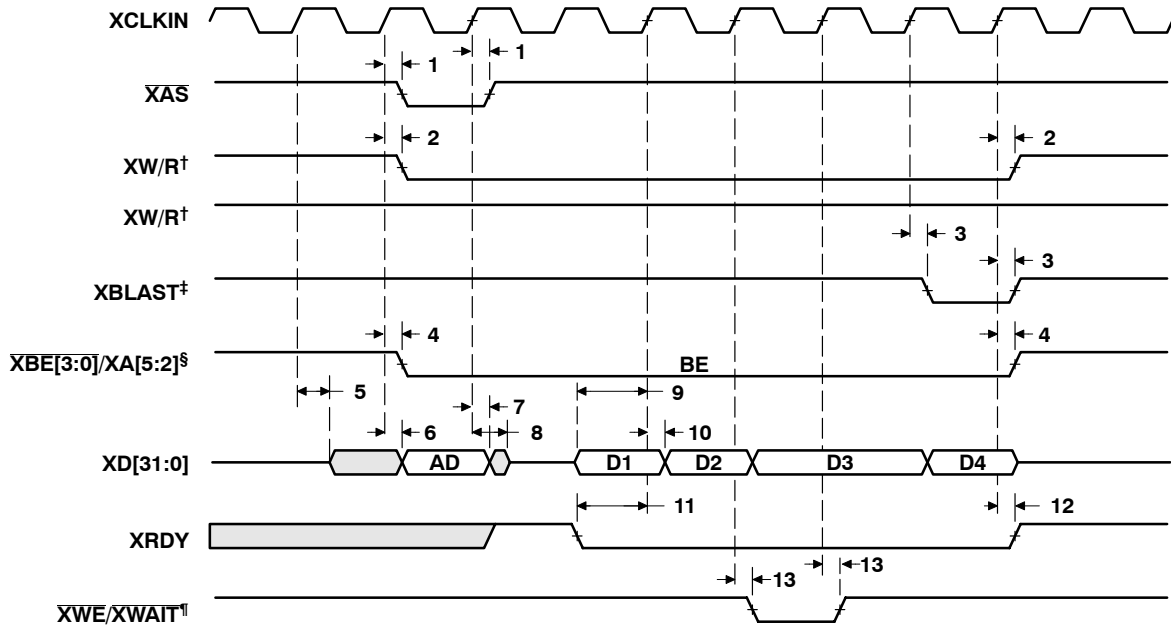 XCLKIN
1 1
XAS
2 2
XW/R†
XW/R†
3
3
XBLAST‡
4 4
XBE[3:0]/XA[5:2]§ BE
5 7 9
6 8 10
XD[31:0] AD D1 D2 D3 D4
11 12
XRDY
13 13
XWE/XWAIT¶